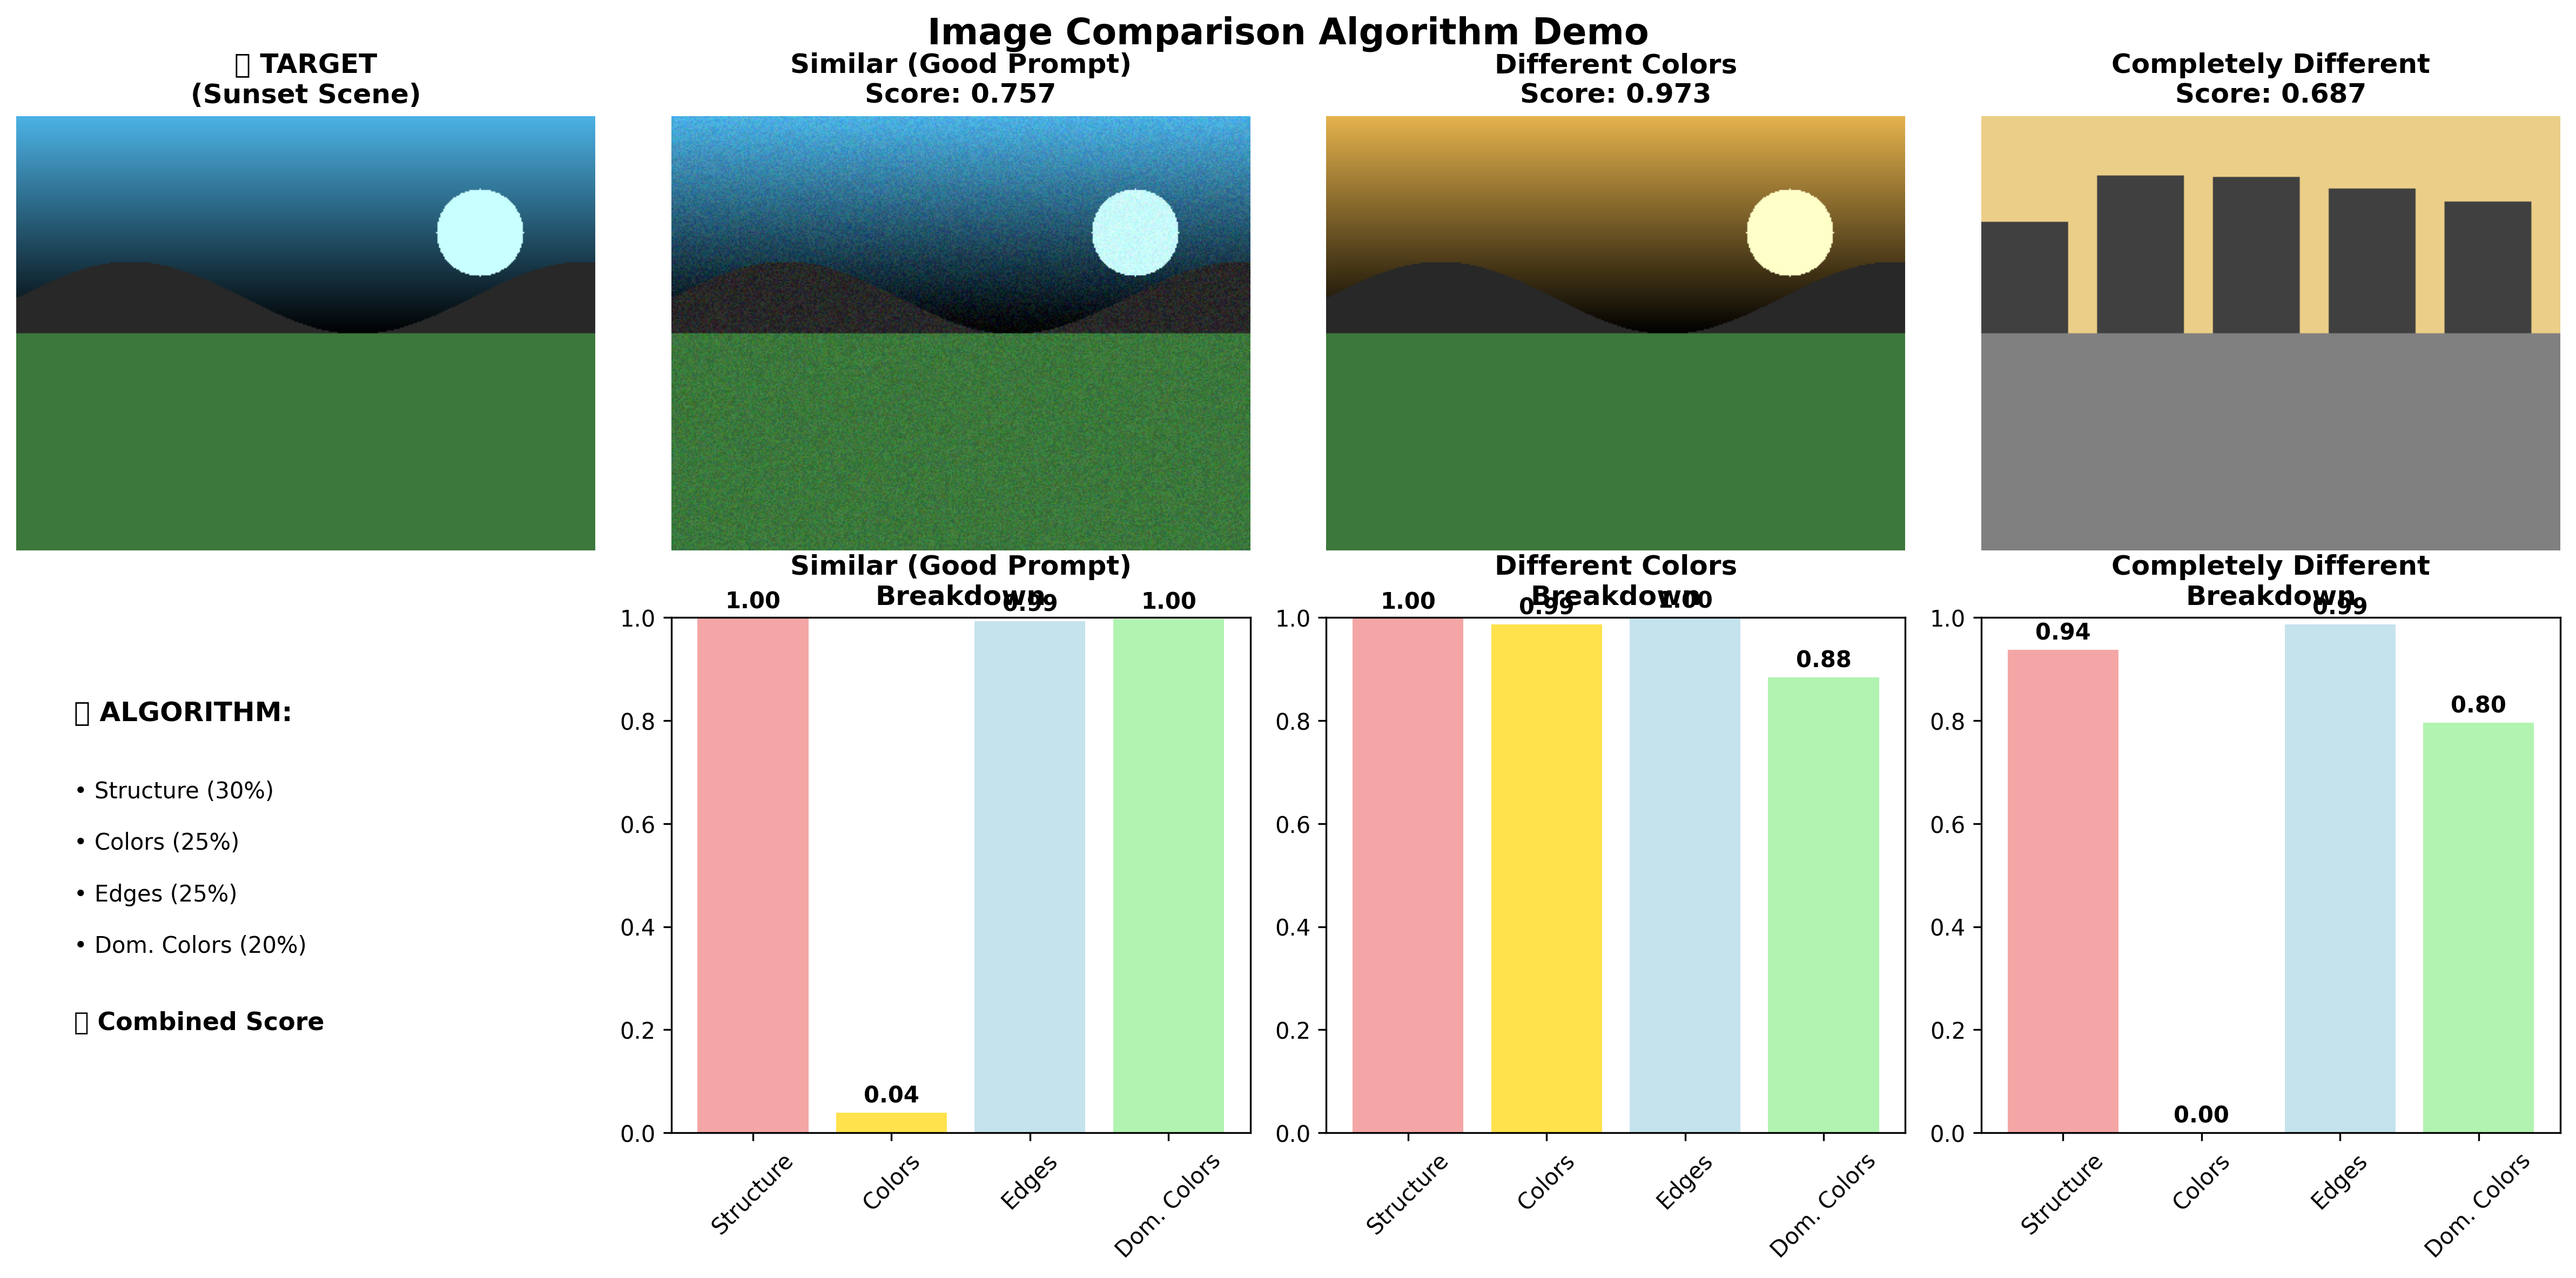 Image Comparison Algorithm Demo
▯ TARGET
(Sunset Scene)
Similar (Good Prompt)
Score: 0.757
Different Colors
Score: 0.973
Completely Different
Score: 0.687
▯ ALGORITHM:
• Structure (30%)
• Colors (25%)
• Edges (25%)
• Dom. Colors (20%)
▯ Combined Score
Similar (Good Prompt)
Breakdown
1.00
0.04
0.99
1.00
1.0
0.8
0.6
0.4
0.2
0.0
Structure
Colors
Edges
Dom. Colors
Different Colors
Breakdown
1.00
0.99
1.00
0.88
1.0
0.8
0.6
0.4
0.2
0.0
Structure
Colors
Edges
Dom. Colors
Completely Different
Breakdown
0.94
0.00
0.99
0.80
1.0
0.8
0.6
0.4
0.2
0.0
Structure
Colors
Edges
Dom. Colors